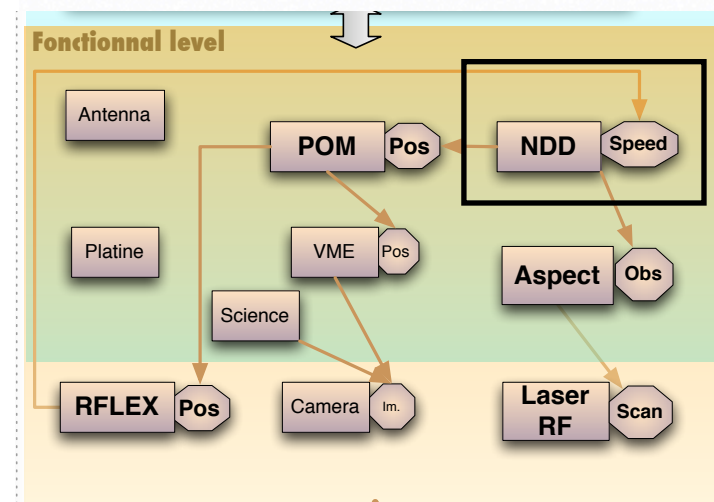 Fonctionnal level
Antenna
POM
Pos
NDD
Speed
Platine
VME
Pos
Aspect
Obs
Science
RFLEX
Pos
Camera
Im.
Laser
RF
Scan